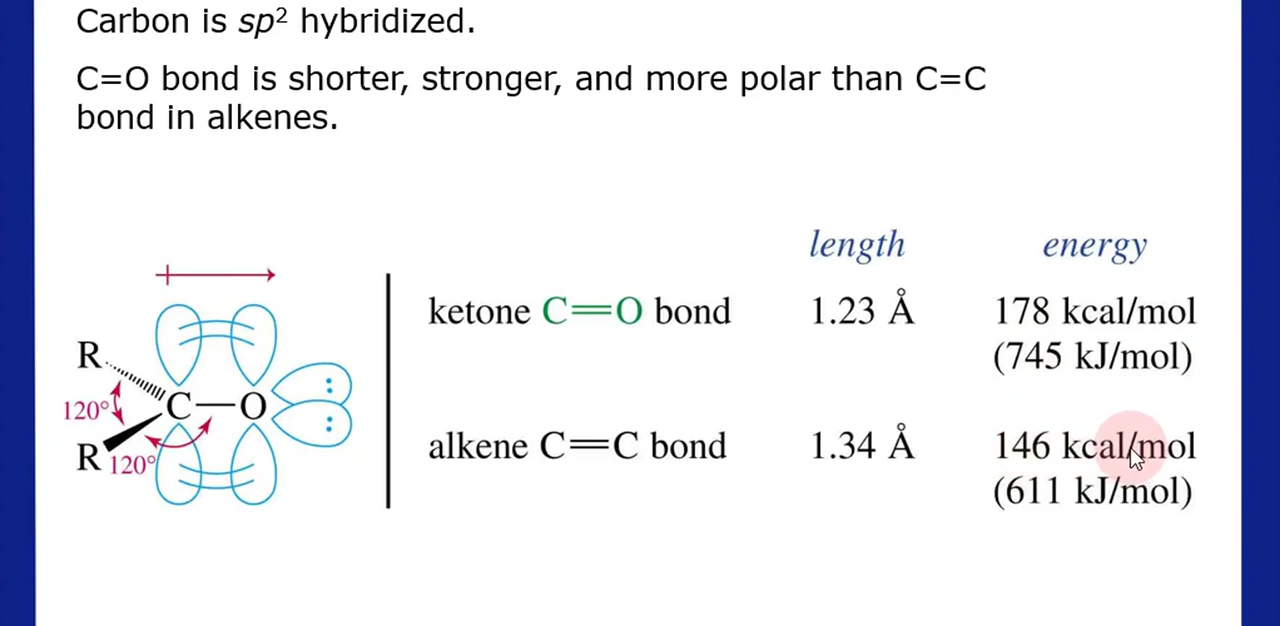 Carbon is sp² hybridized.
C=O bond is shorter, stronger, and more polar than C=C
bond in alkenes.
length energy
ketone C=O bond 1.23 Å 178 kcal/mol
(745 kJ/mol)
alkene C=C bond 1.34 Å 146 kcal/mol
(611 kJ/mol)
R
120°
C—O
:
:
R 120°